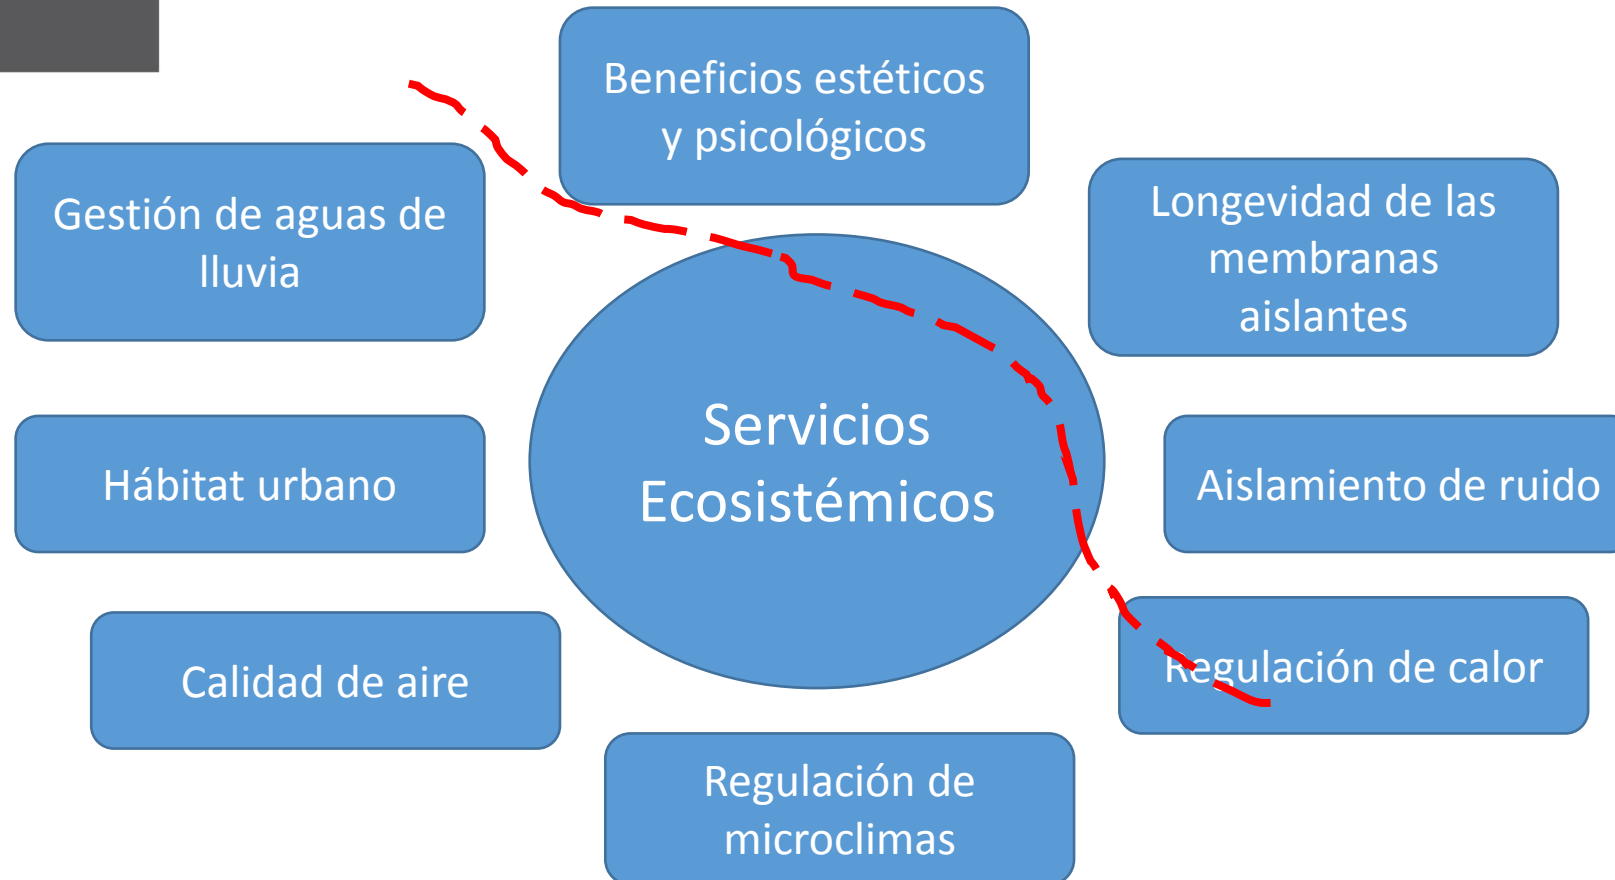 Beneficios estéticos
y psicológicos
Gestión de aguas de
lluvia
Longevidad de las
membranas
aislantes
Servicios
Ecosistémicos
Hábitat urbano
Aislamiento de ruido
Calidad de aire
Regulación de calor
Regulación de
microclimas